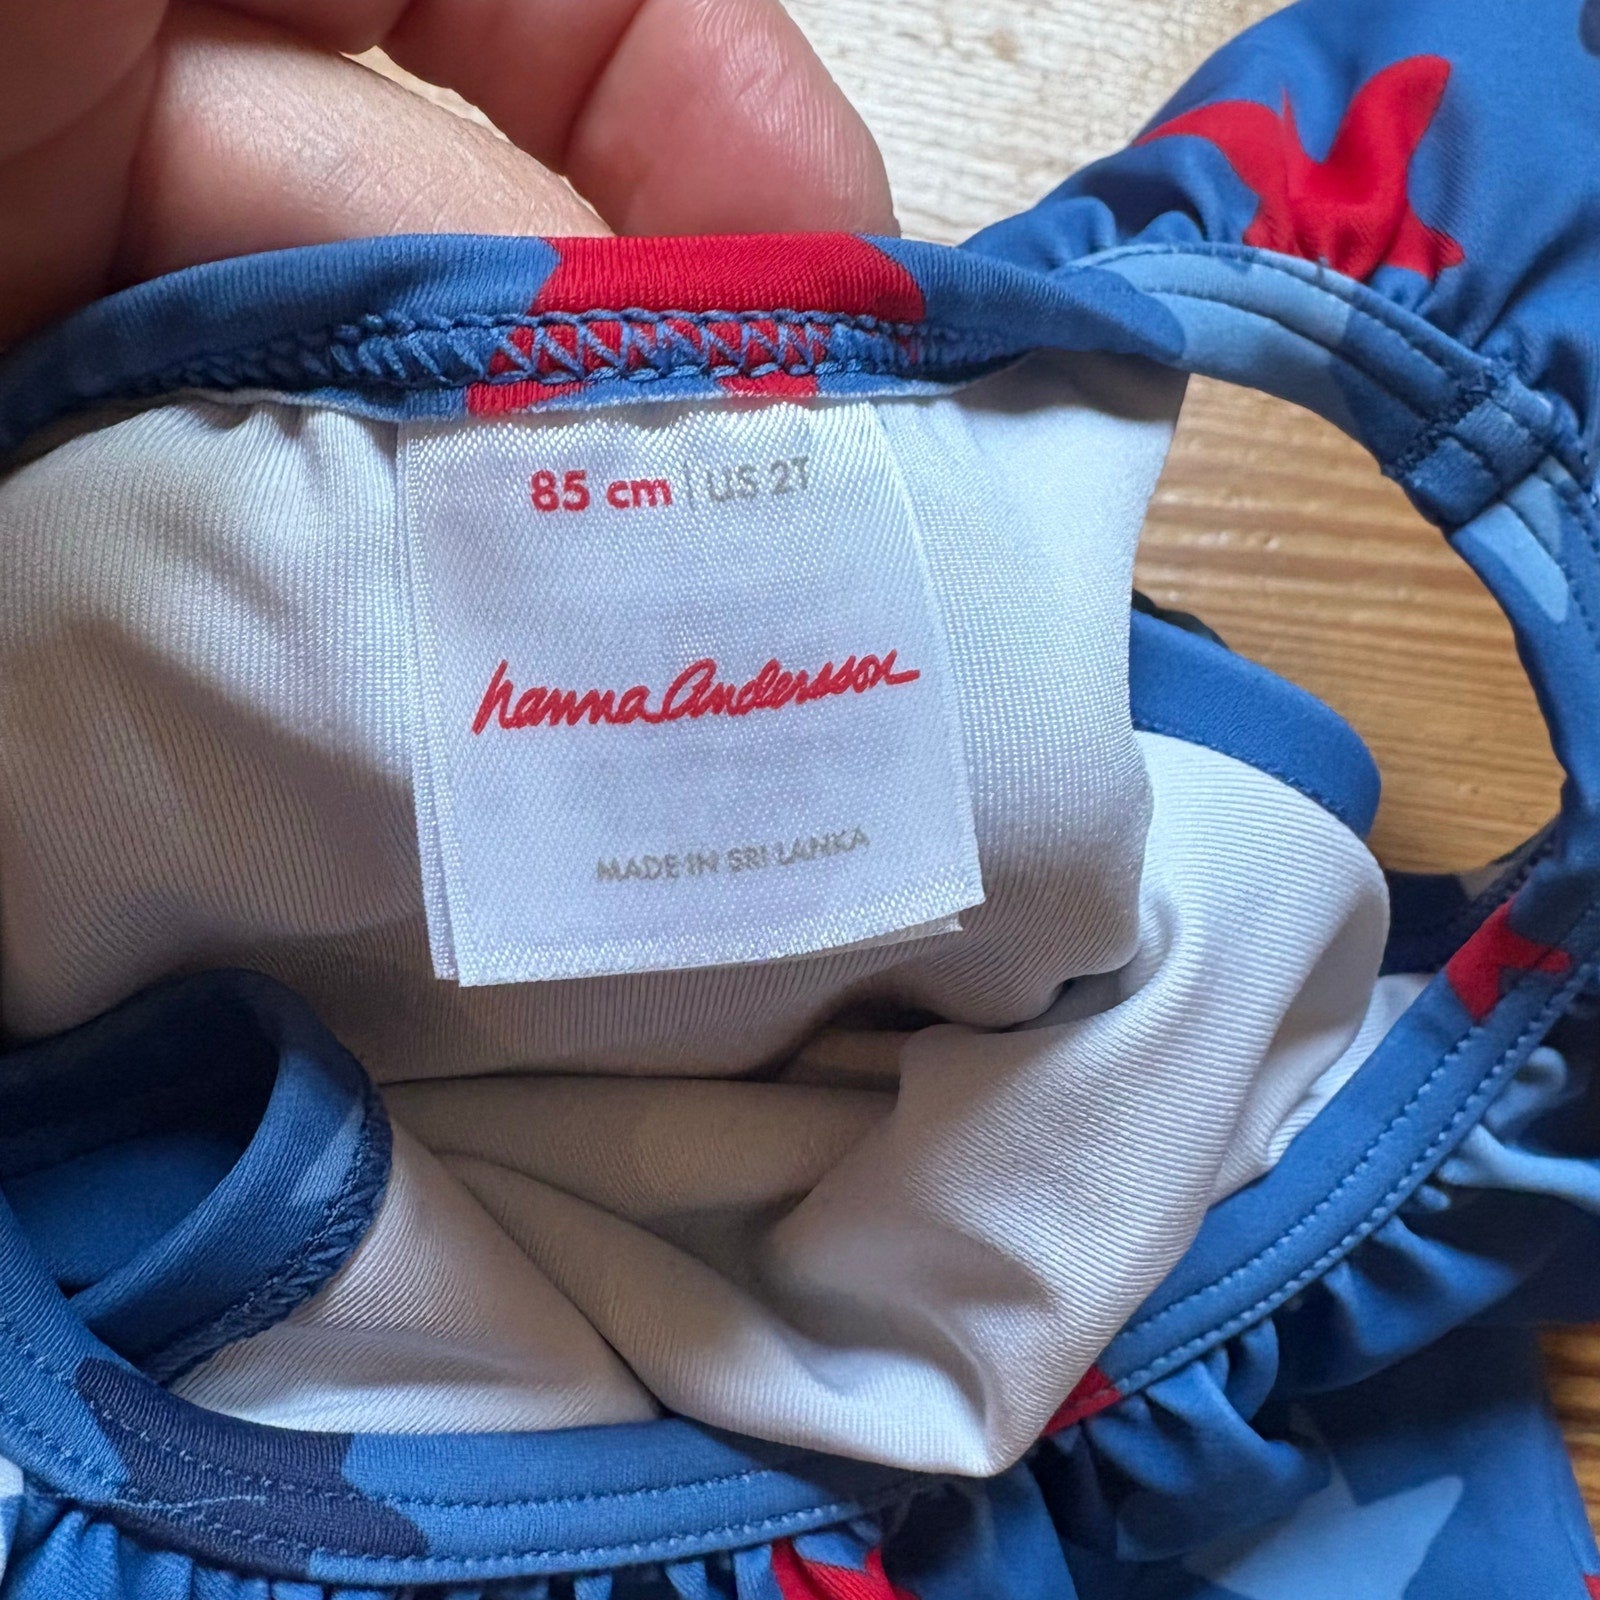 85 cm | US 2T
hanna Andersson
MADE IN SRI LANKA